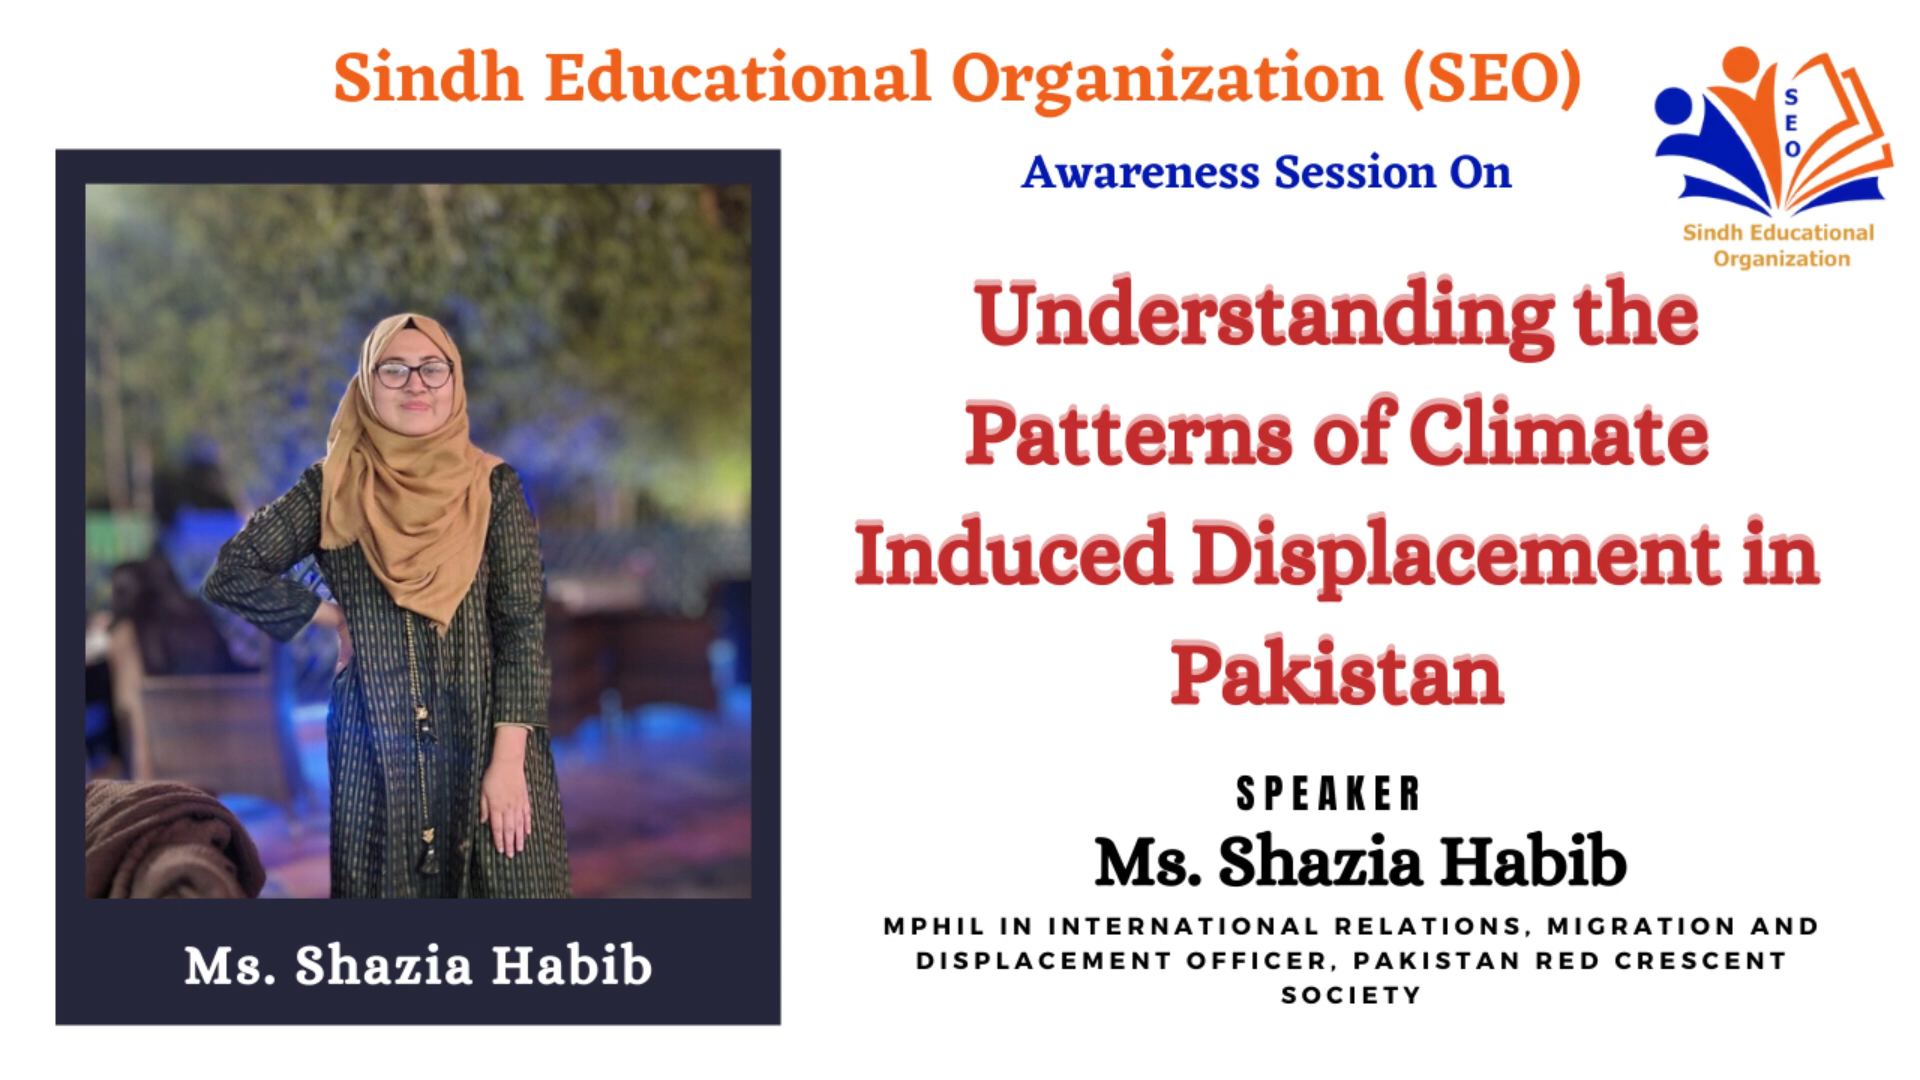 Sindh Educational Organization (SEO)
S
E
O
Sindh Educational
Organization
Awareness Session On
Understanding the
Patterns of Climate
Induced Displacement in
Pakistan
SPEAKER
Ms. Shazia Habib
MPHIL IN INTERNATIONAL RELATIONS, MIGRATION AND
DISPLACEMENT OFFICER, PAKISTAN RED CRESCENT
SOCIETY
Ms. Shazia Habib